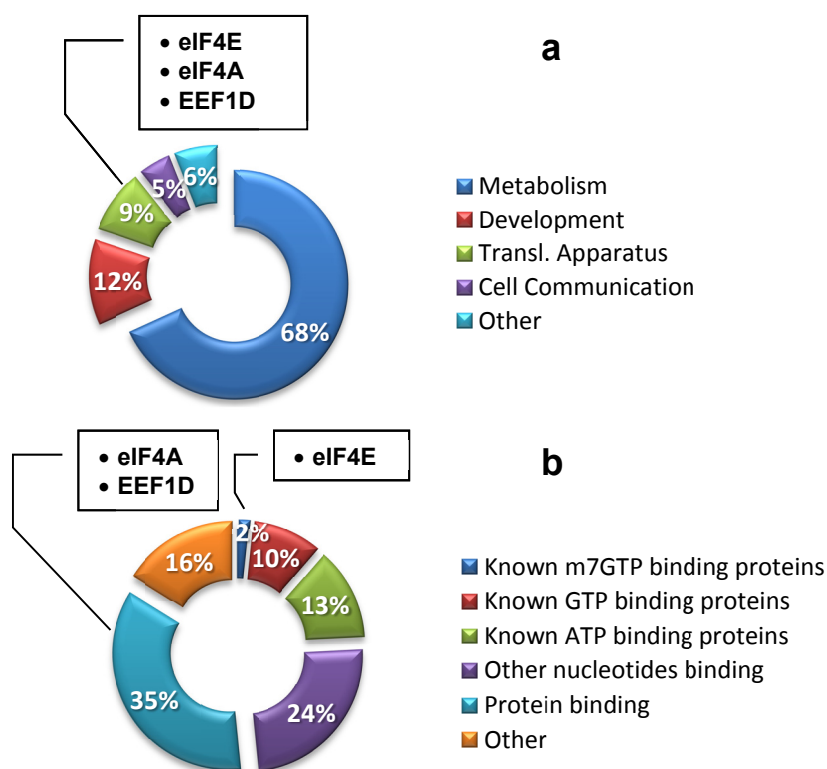 • eIF4E
• eIF4A
• EEF1D
a
6%
5%
9%
12%
68%
Metabolism
Development
Transl. Apparatus
Cell Communication
Other
• eIF4A
• EEF1D
• eIF4E
b
2%
10%
16%
13%
35%
24%
Known m7GTP binding proteins
Known GTP binding proteins
Known ATP binding proteins
Other nucleotides binding
Protein binding
Other